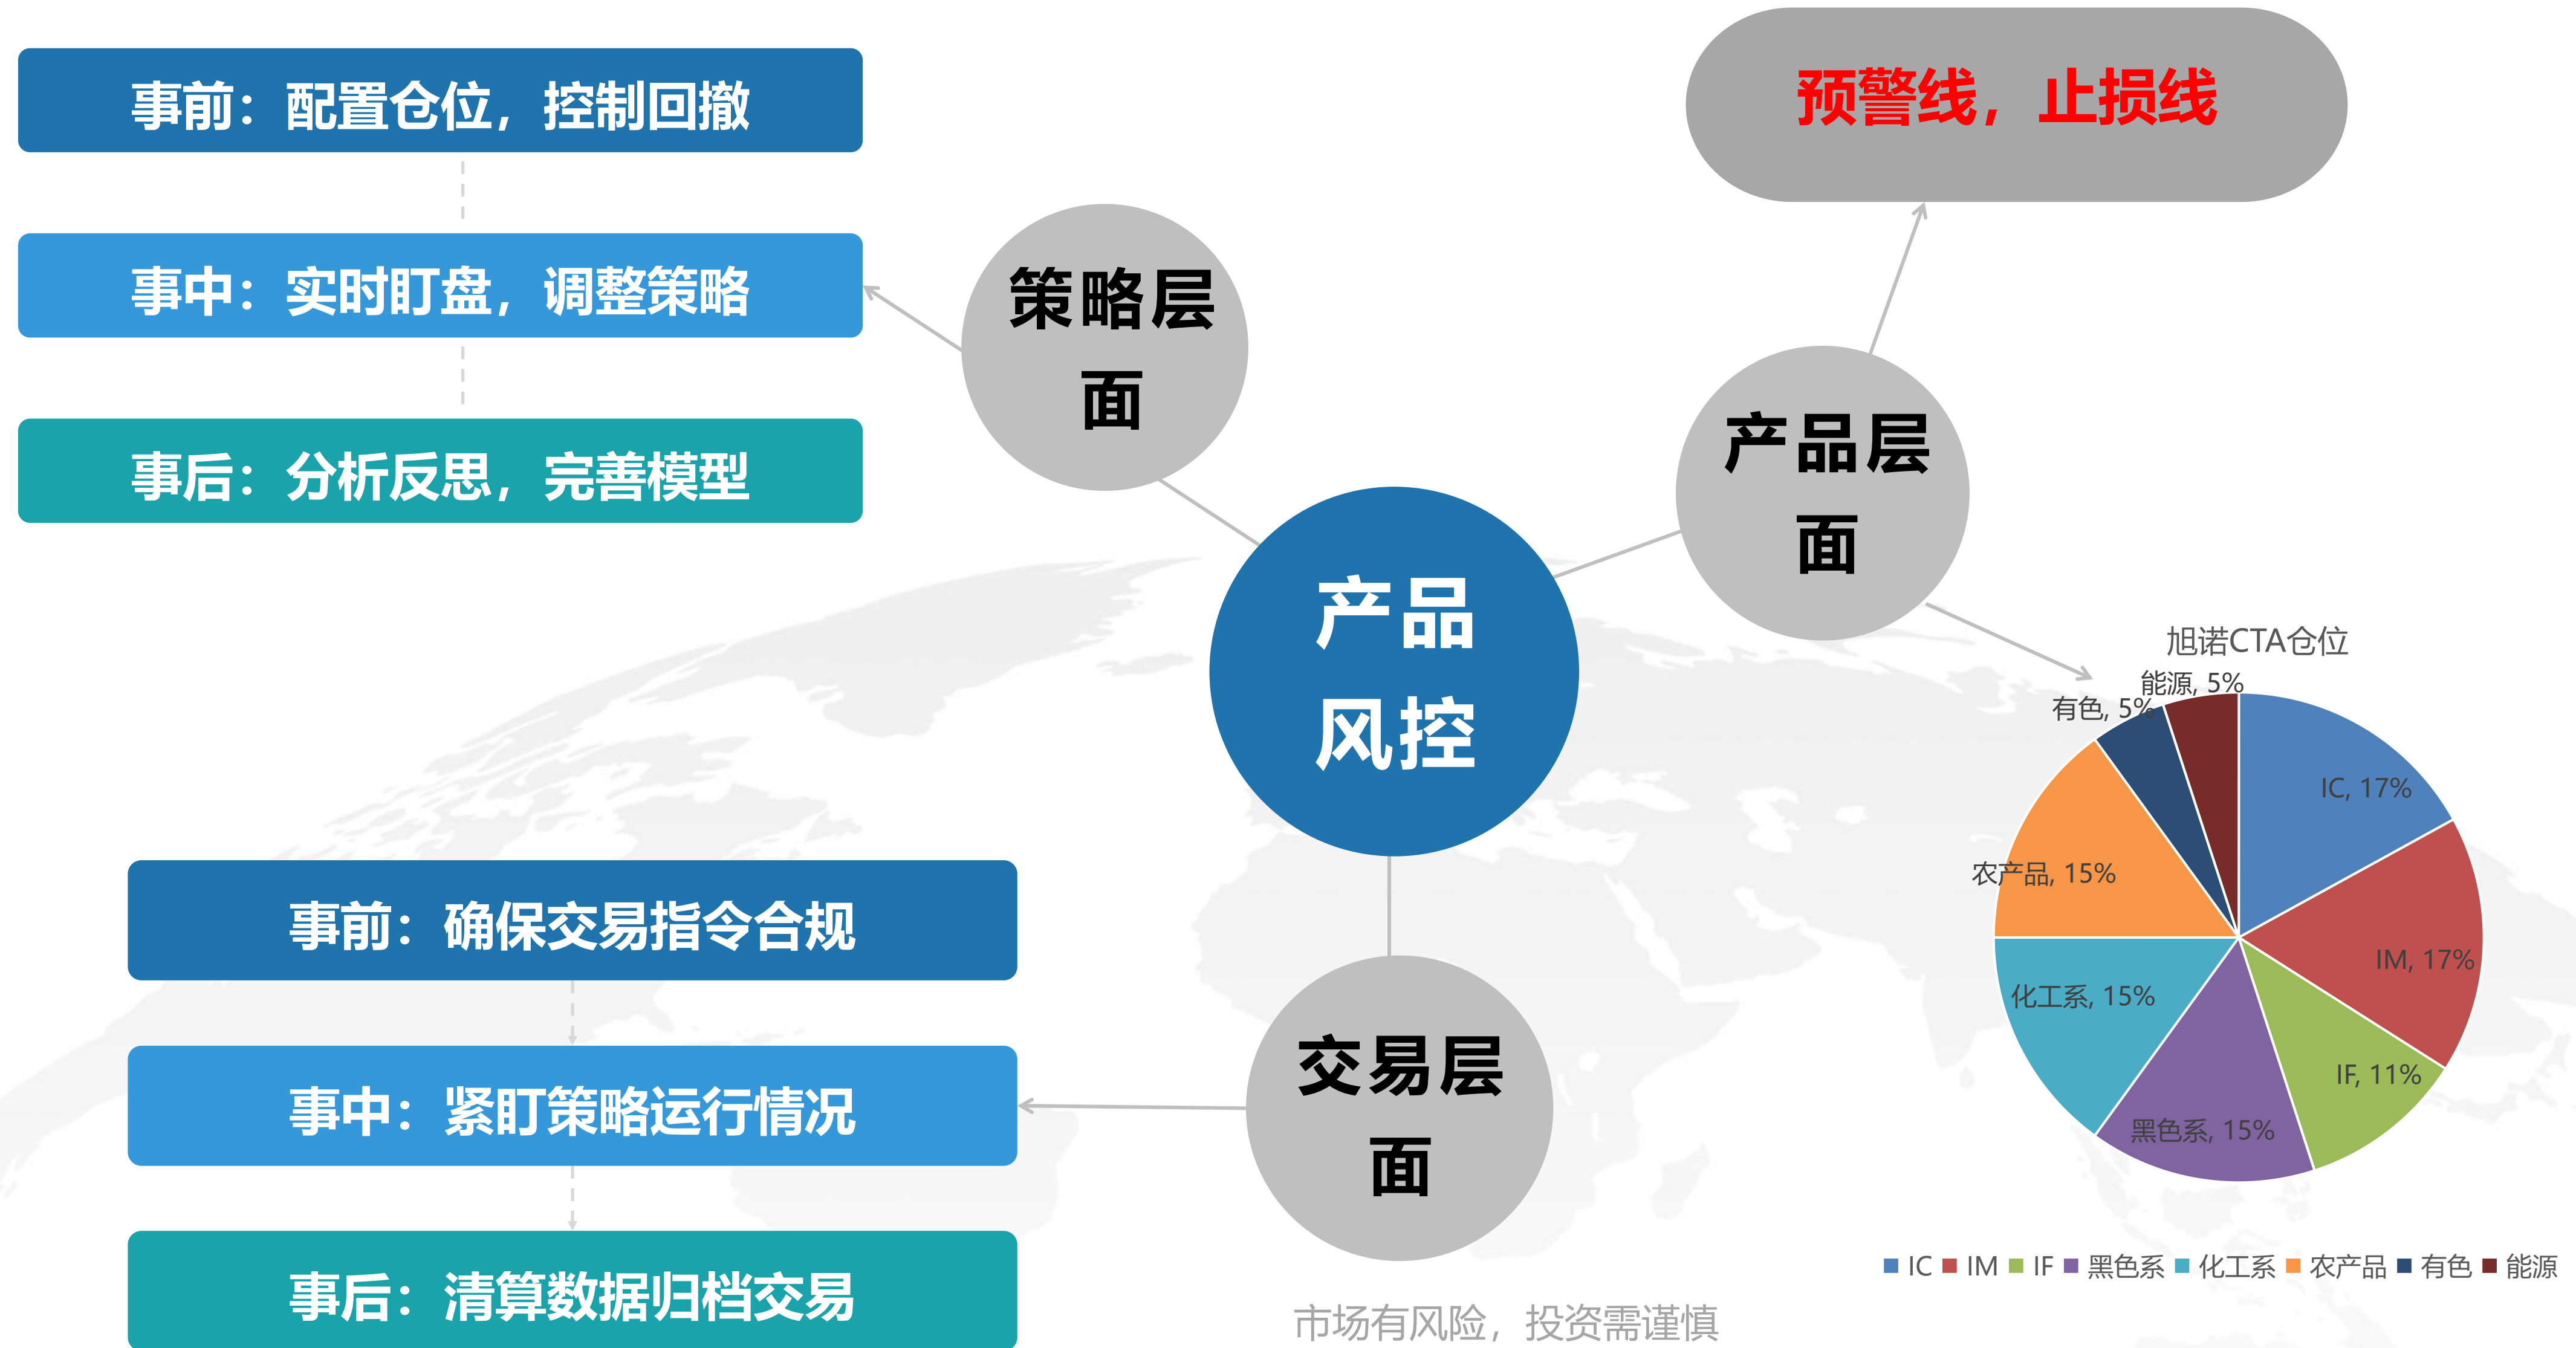 事前：配置仓位，控制回撤
事中：实时盯盘，调整策略
事后：分析反思，完善模型
策略层
面
预警线，止损线
产品层
面
产品
风控
旭诺CTA仓位
能源, 5%
有色, 5%
IC, 17%
农产品, 15%
IM, 17%
化工系, 15%
IF, 11%
黑色系, 15%
IC IM IF 黑色系 化工系 农产品 有色 能源
事前：确保交易指令合规
事中：紧盯策略运行情况
事后：清算数据归档交易
交易层
面
市场有风险，投资需谨慎